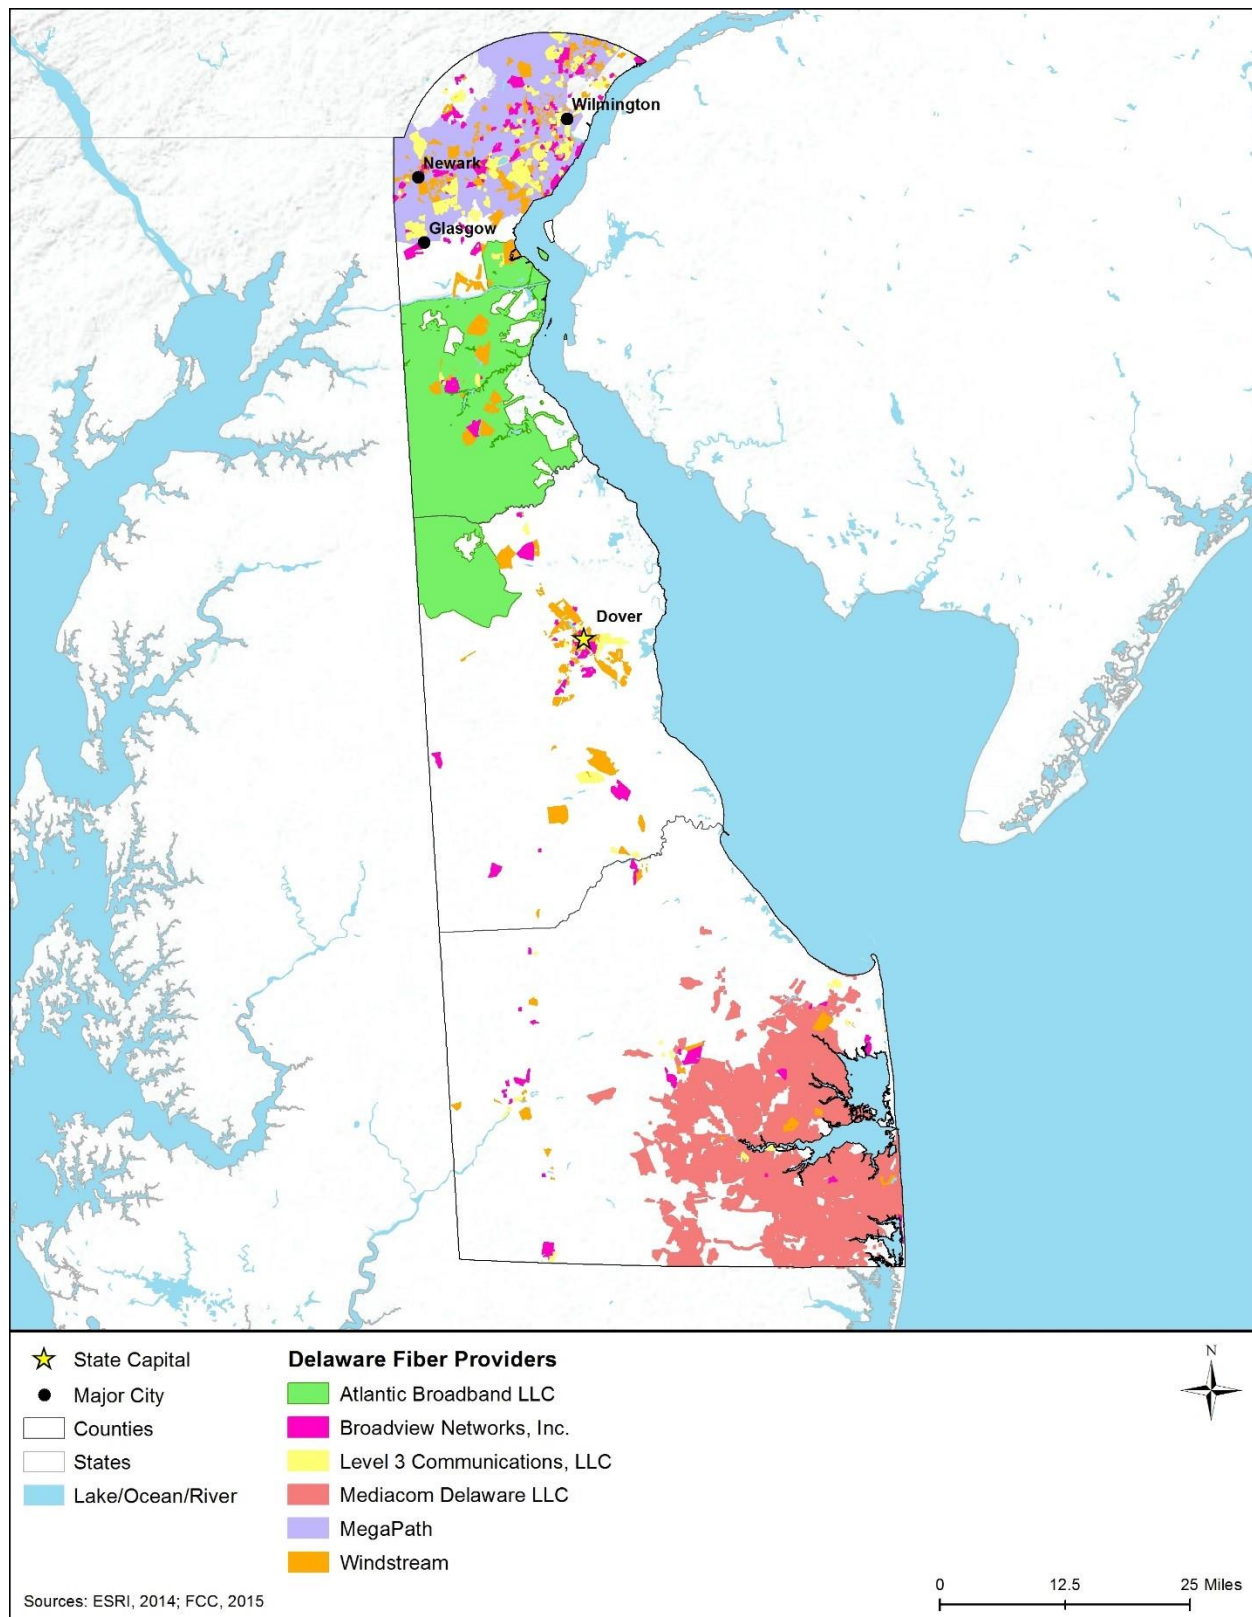 Wilmington
Newark
Glasgow
Dover
State Capital
Major City
Counties
States
Lake/Ocean/River
Delaware Fiber Providers
Atlantic Broadband LLC
Broadview Networks, Inc.
Level 3 Communications, LLC
Mediacom Delaware LLC
MegaPath
Windstream
N
Sources: ESRI, 2014; FCC, 2015
0 12.5 25 Miles